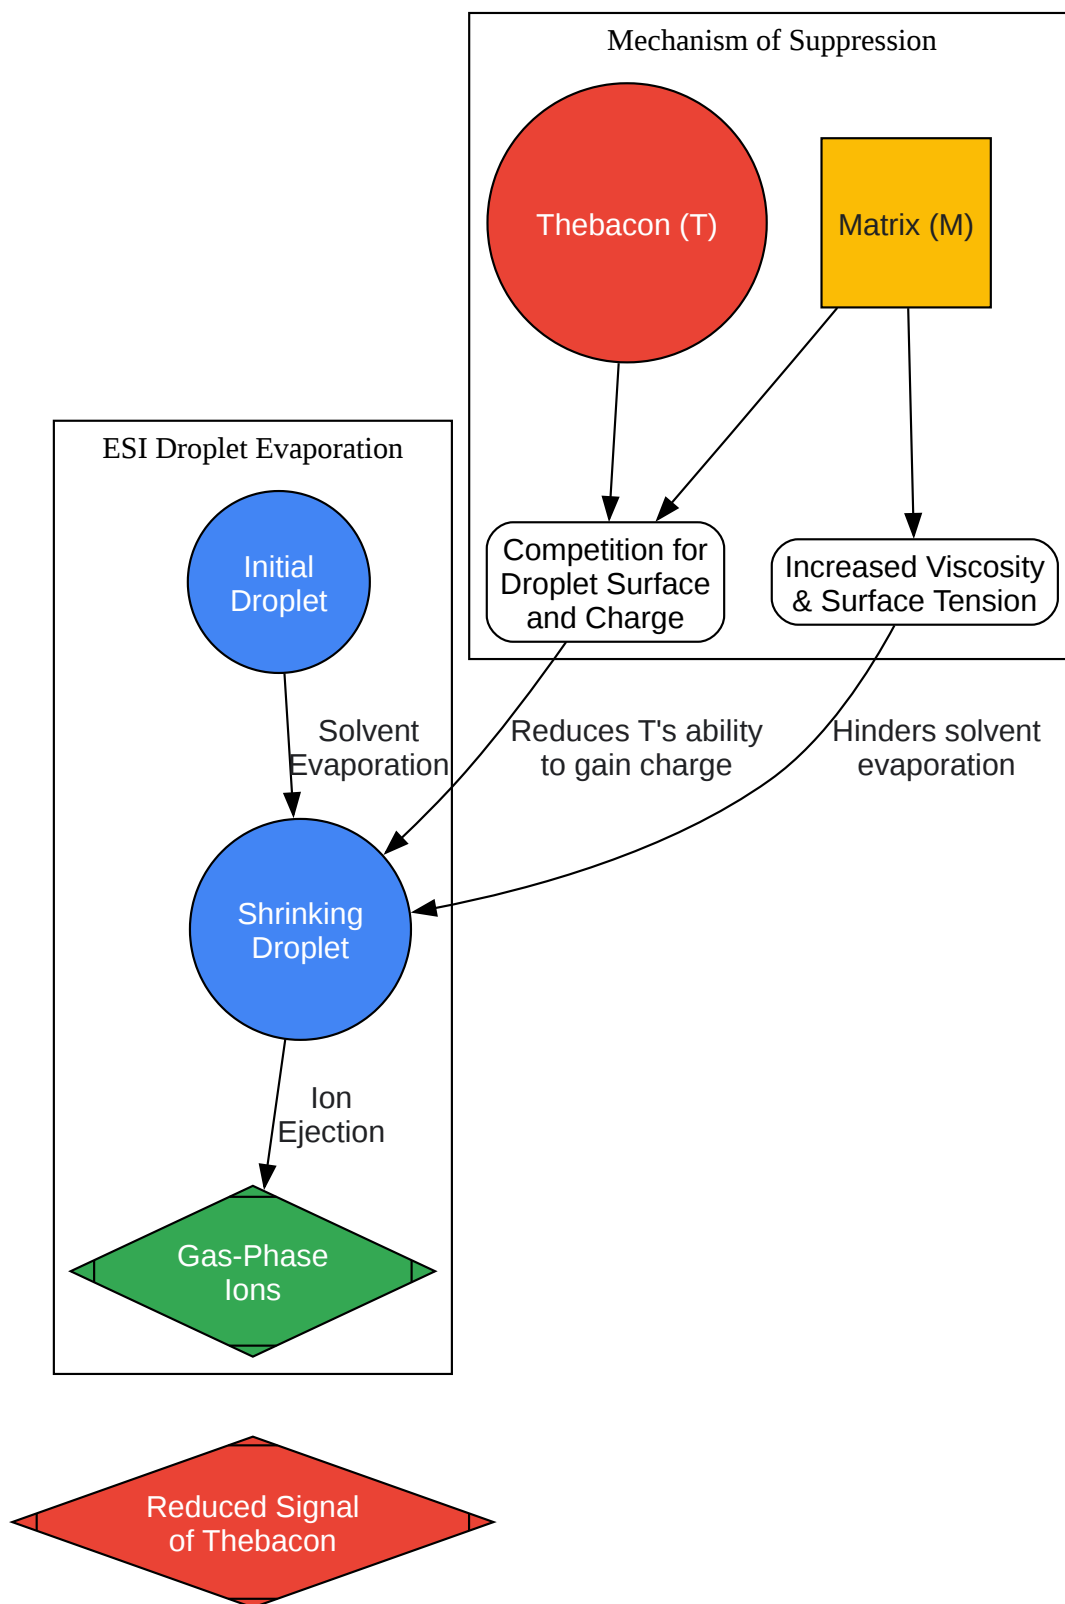 Mechanism of Suppression
Thebacon (T)
Matrix (M)
ESI Droplet Evaporation
Initial
Droplet
Competition for
Droplet Surface
and Charge
Increased Viscosity
& Surface Tension
Solvent
Evaporation
Reduces T's ability
to gain charge
Hinders solvent
evaporation
Shrinking
Droplet
Ion
Ejection
Gas-Phase
Ions
Reduced Signal
of Thebacon